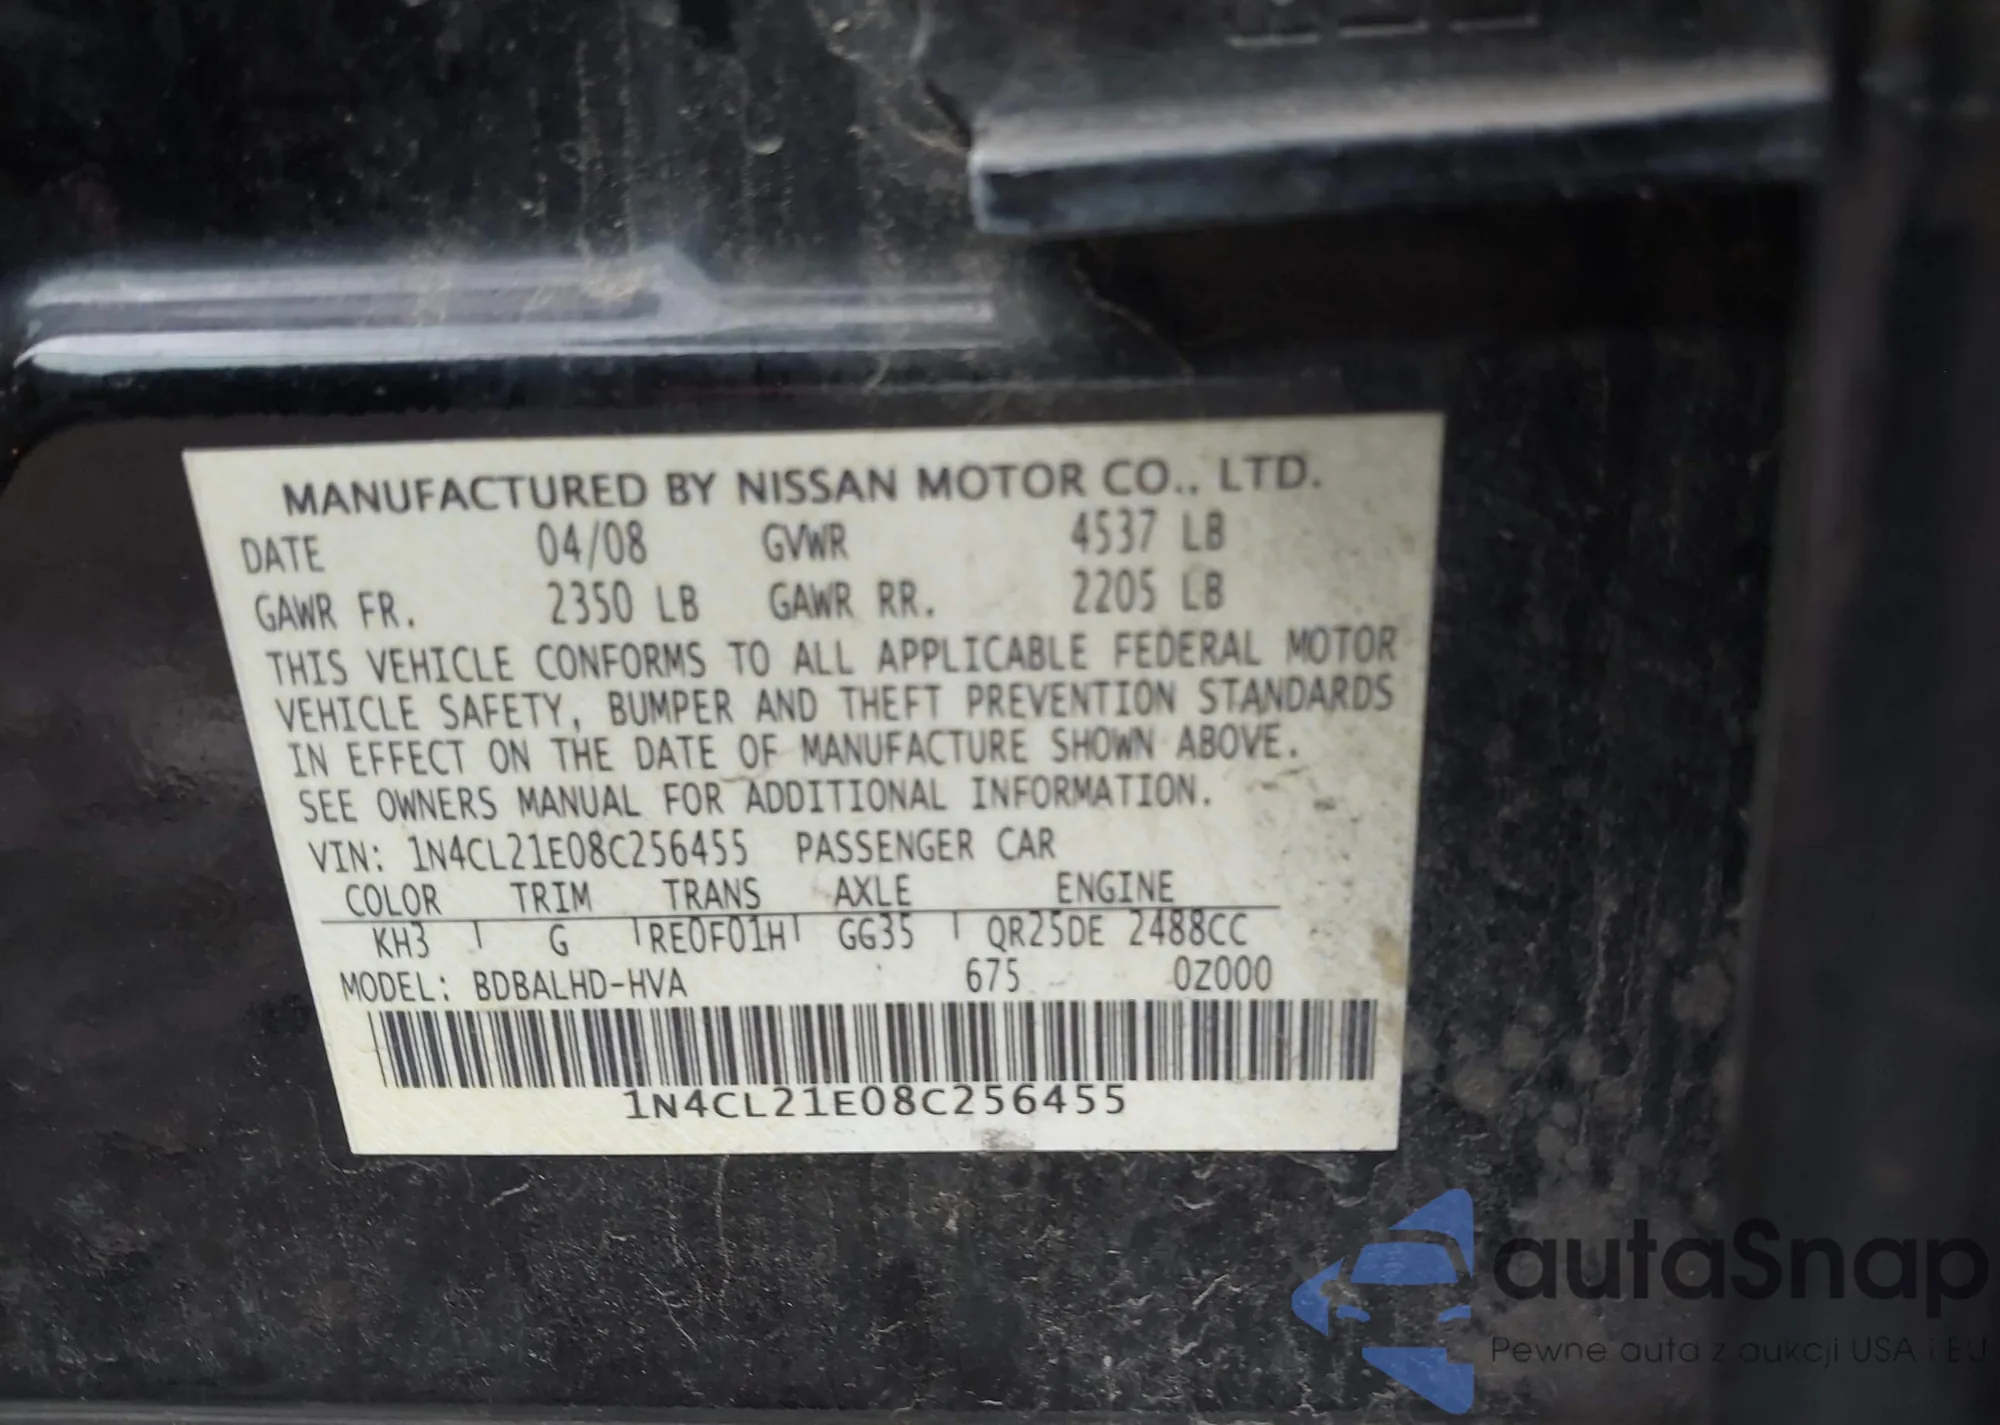 MANUFACTURED BY NISSAN MOTOR CO., LTD.
DATE 04/08 GVWR 4537 LB
GAWR FR. 2350 LB GAWR RR. 2205 LB
THIS VEHICLE CONFORMS TO ALL APPLICABLE FEDERAL MOTOR
VEHICLE SAFETY, BUMPER AND THEFT PREVENTION STANDARDS
IN EFFECT ON THE DATE OF MANUFACTURE SHOWN ABOVE.
SEE OWNERS MANUAL FOR ADDITIONAL INFORMATION.
VIN: 1N4CL21E08C256455 PASSENGER CAR
COLOR TRIM TRANS AXLE ENGINE
KH3 G RE0F01H GG35 QR25DE 2488CC
MODEL: BDBALHD-HVA 675 0Z000
1N4CL21E08C256455
autaSnap
Pewne auta z aukcji USA i EU